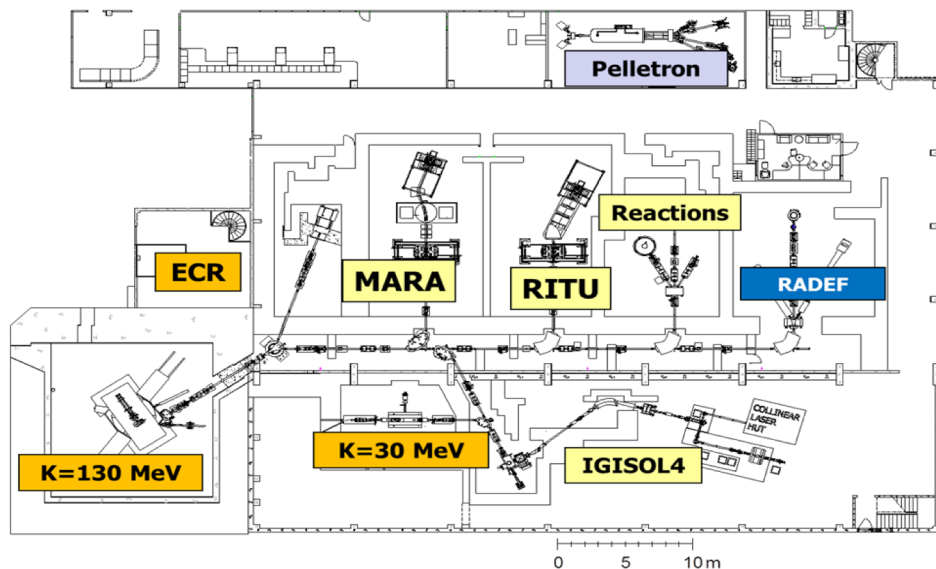 Pelletron
Reactions
ECR
MARA
RITU
RADEF
COLLINEAR
LASER
HUT
K=130 MeV
K=30 MeV
IGISOL4
0 5 10 m